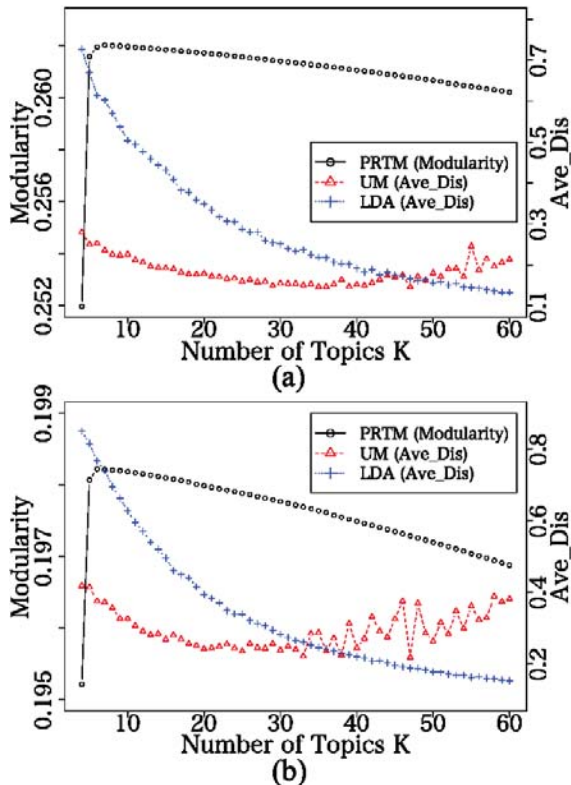 0.252 0.256 0.260
Modularity
0.1 0.3 0.5 0.7
Ave_Dis
PRTM (Modularity)
UM (Ave_Dis)
LDA (Ave_Dis)
10 20 30 40 50 60
Number of Topics K
(a)
0.195 0.197 0.199
Modularity
0.2 0.4 0.6 0.8
Ave_Dis
PRTM (Modularity)
UM (Ave_Dis)
LDA (Ave_Dis)
10 20 30 40 50 60
Number of Topics K
(b)